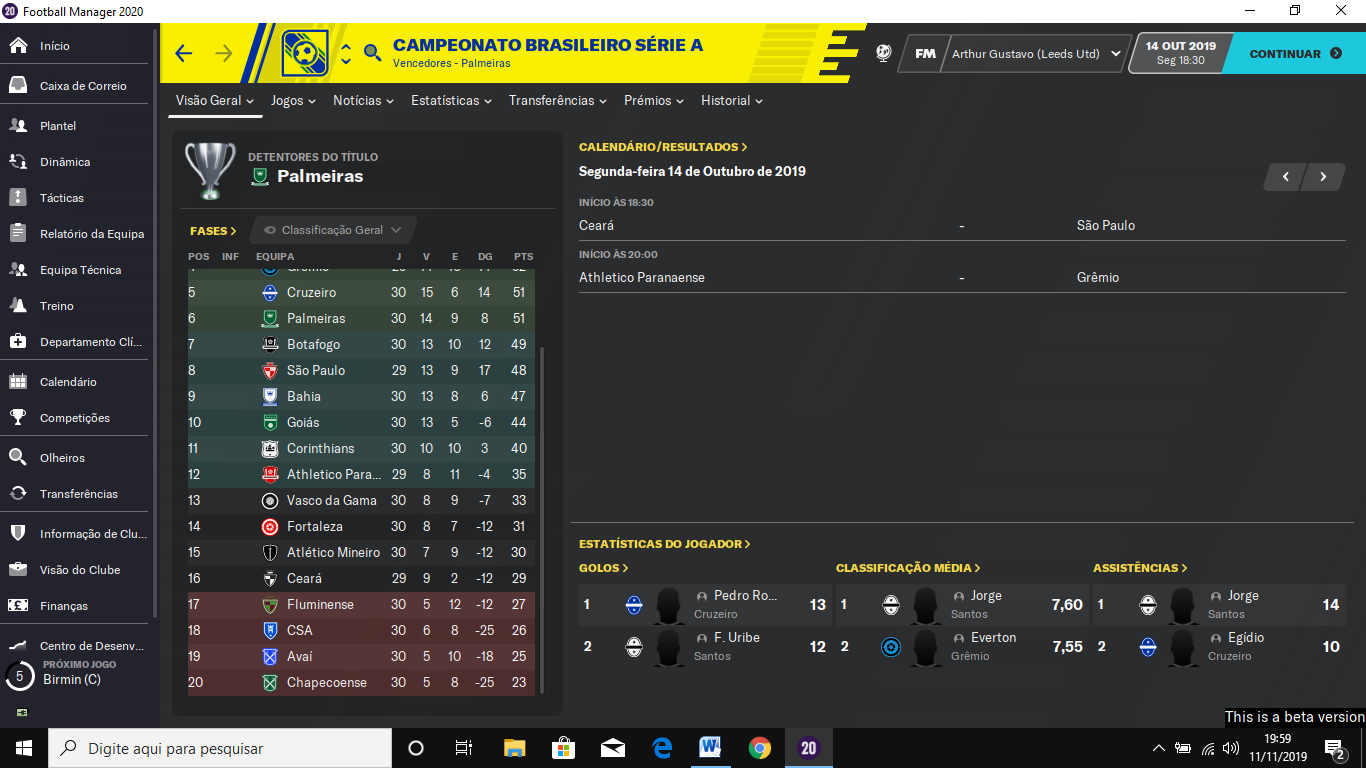 20 Football Manager 2020
Início
Caixa de Correio
Plantel
Dinâmica
Tácticas
Relatório da Equipa
Equipa Técnica
Treino
Departamento Clí...
Calendário
Competições
Olheiros
Transferências
Informação de Clu...
Visão do Clube
Finanças
Centro de Desenv...
PRÓXIMO JOGO
5 Birmin (C)
CAMPEONATO BRASILEIRO SÉRIE A
Vencedores - Palmeiras
FM Arthur Gustavo (Leeds Utd)
14 OUT 2019
Seg 18:30
CONTINUAR
Visão Geral Jogos Notícias Estatísticas Transferências Prémios Historial
DETENTORES DO TÍTULO
Palmeiras
FASES > Classificação Geral
POS INF EQUIPA J V E DG PTS
Grêmio
5 Cruzeiro 30 15 6 14 51
6 Palmeiras 30 14 9 8 51
7 Botafogo 30 13 10 12 49
8 São Paulo 29 13 9 17 48
9 Bahia 30 13 8 6 47
10 Goiás 30 13 5 -6 44
11 Corinthians 30 10 10 3 40
12 Athletico Para... 29 8 11 -4 35
13 Vasco da Gama 30 8 9 -7 33
14 Fortaleza 30 8 7 -12 31
15 Atlético Mineiro 30 7 9 -12 30
16 Ceará 29 9 2 -12 29
17 Fluminense 30 5 12 -12 27
18 CSA 30 6 8 -25 26
19 Avaí 30 5 10 -18 25
20 Chapecoense 30 5 8 -25 23
CALENDÁRIO/RESULTADOS >
Segunda-feira 14 de Outubro de 2019
INÍCIO ÀS 18:30
Ceará - São Paulo
INÍCIO ÀS 20:00
Athletico Paranaense - Grêmio
ESTATÍSTICAS DO JOGADOR >
GOLOS >
1 Pedro Ro... 13
Cruzeiro
2 F. Uribe 12
Santos
CLASSIFICAÇÃO MÉDIA >
1 Jorge 7,60
Santos
2 Everton 7,55
Grêmio
ASSISTÊNCIAS >
1 Jorge 14
Santos
2 Egídio 10
Cruzeiro
This is a beta version
Digite aqui para pesquisar
20
19:59
11/11/2019
2